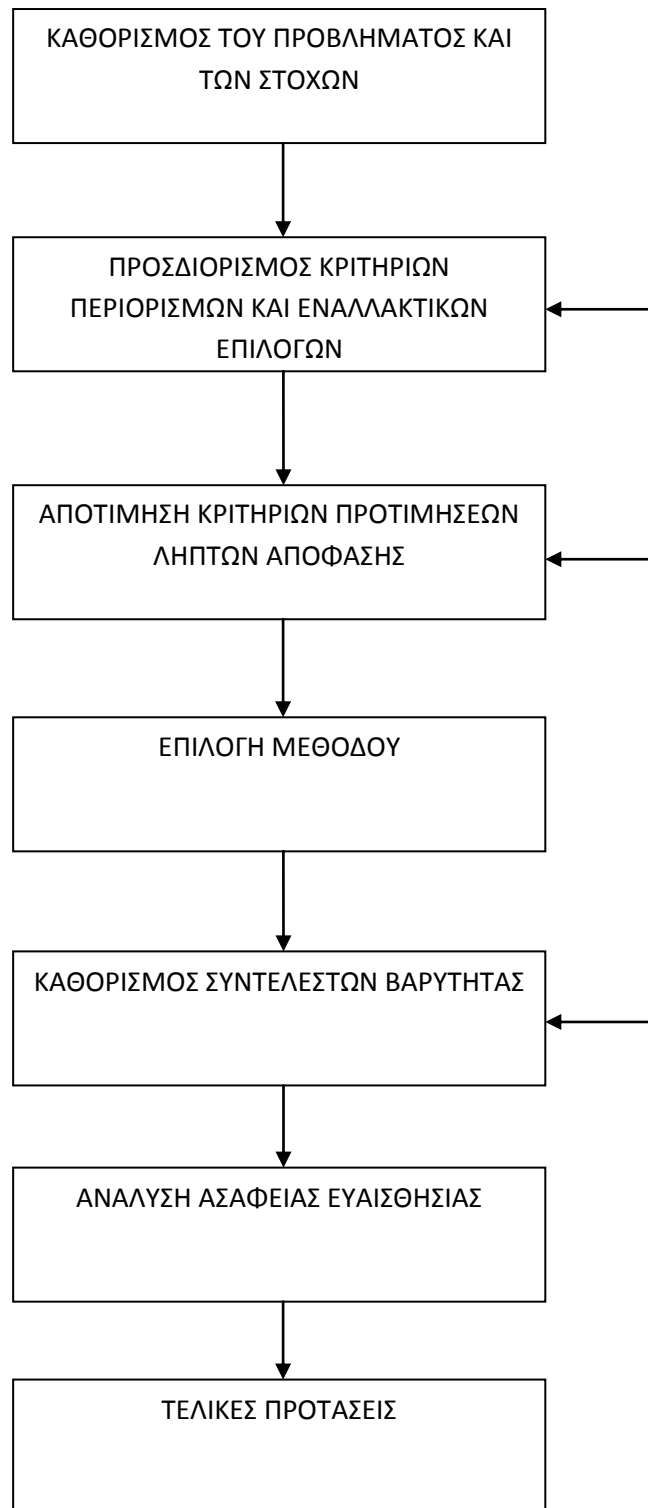 ΚΑΘΟΡΙΣΜΟΣ ΤΟΥ ΠΡΟΒΛΗΜΑΤΟΣ ΚΑΙ
ΤΩΝ ΣΤΟΧΩΝ
ΠΡΟΣΔΙΟΡΙΣΜΟΣ ΚΡΙΤΗΡΙΩΝ
ΠΕΡΙΟΡΙΣΜΩΝ ΚΑΙ ΕΝΑΛΛΑΚΤΙΚΩΝ
ΕΠΙΛΟΓΩΝ
ΑΠΟΤΙΜΗΣΗ ΚΡΙΤΗΡΙΩΝ ΠΡΟΤΙΜΗΣΕΩΝ
ΛΗΠΤΩΝ ΑΠΟΦΑΣΗΣ
ΕΠΙΛΟΓΗ ΜΕΘΟΔΟΥ
ΚΑΘΟΡΙΣΜΟΣ ΣΥΝΤΕΛΕΣΤΩΝ ΒΑΡΥΤΗΤΑΣ
ΑΝΑΛΥΣΗ ΑΣΑΦΕΙΑΣ ΕΥΑΙΣΘΗΣΙΑΣ
ΤΕΛΙΚΕΣ ΠΡΟΤΑΣΕΙΣ